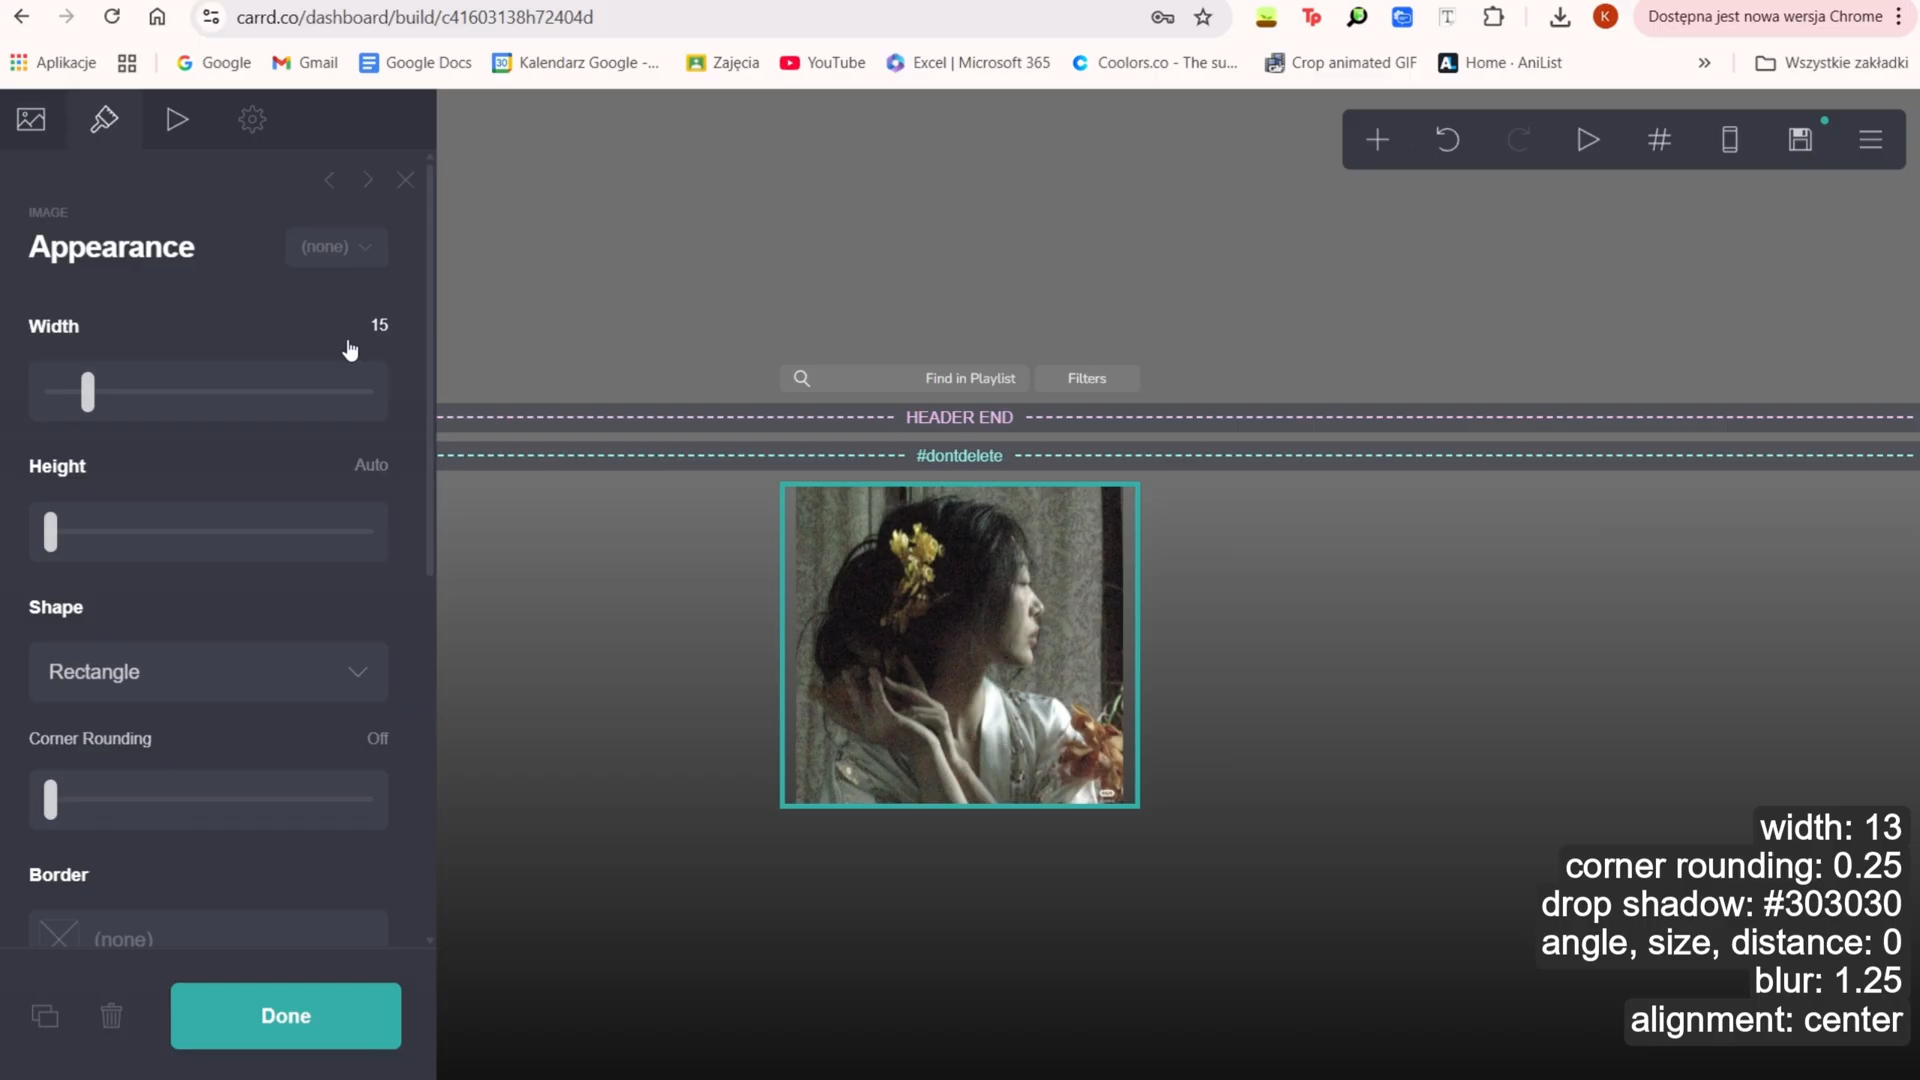 carrd.co/dashboard/build/c41603138h72404d
Tp
T
K
Dostępna jest nowa wersja Chrome
Aplikacje
Google
Gmail
Google Docs
30
Kalendarz Google -...
Zajęcia
YouTube
Excel | Microsoft 365
Coolors.co - The su...
Crop animated GIF
Home · AniList
»
Wszystkie zakładki
IMAGE
Appearance
(none)
Width
15
Height
Auto
Shape
Rectangle
Corner Rounding
Off
Border
(none)
Done
Find in Playlist
Filters
HEADER END
#dontdelete
width: 13
corner rounding: 0.25
drop shadow: #303030
angle, size, distance: 0
blur: 1.25
alignment: center